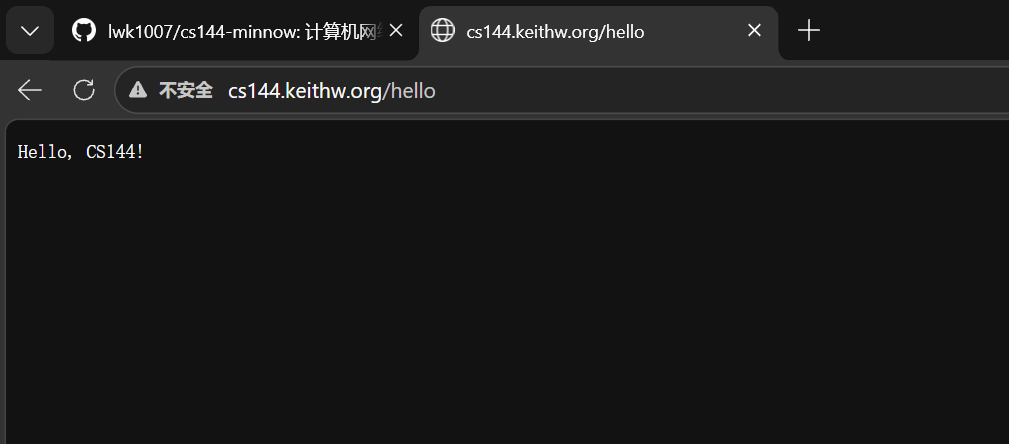 lwk1007/cs144-minnow: 计算机网
cs144.keithw.org/hello
不安全 cs144.keithw.org/hello
Hello, CS144!